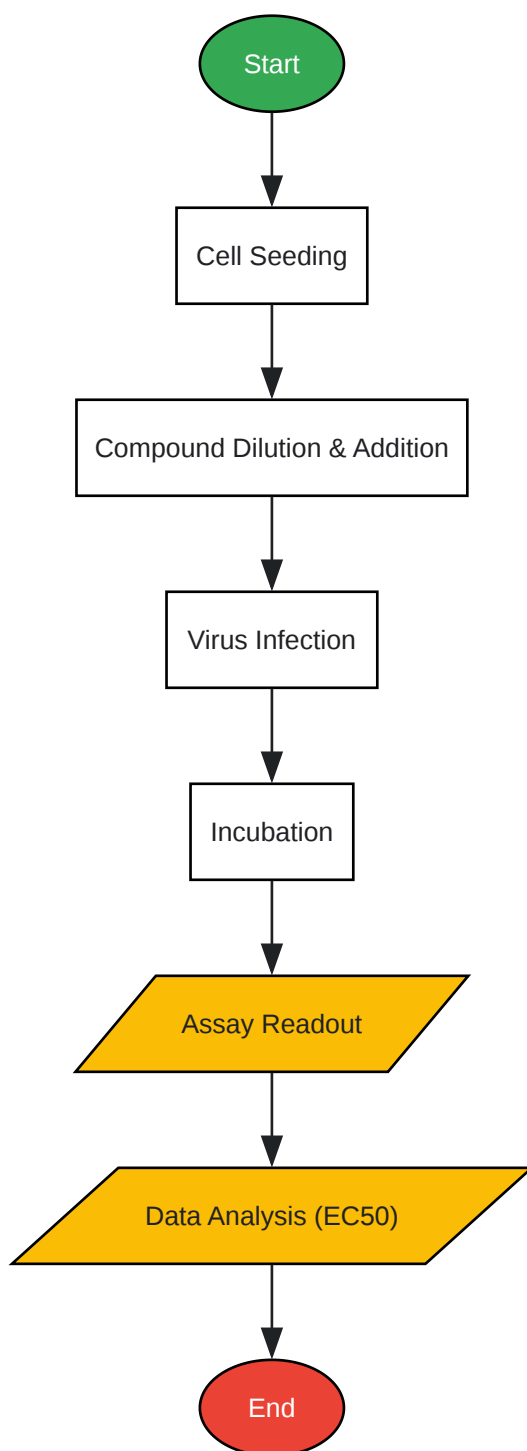 Start
Cell Seeding
Compound Dilution & Addition
Virus Infection
Incubation
Assay Readout
Data Analysis (EC50)
End